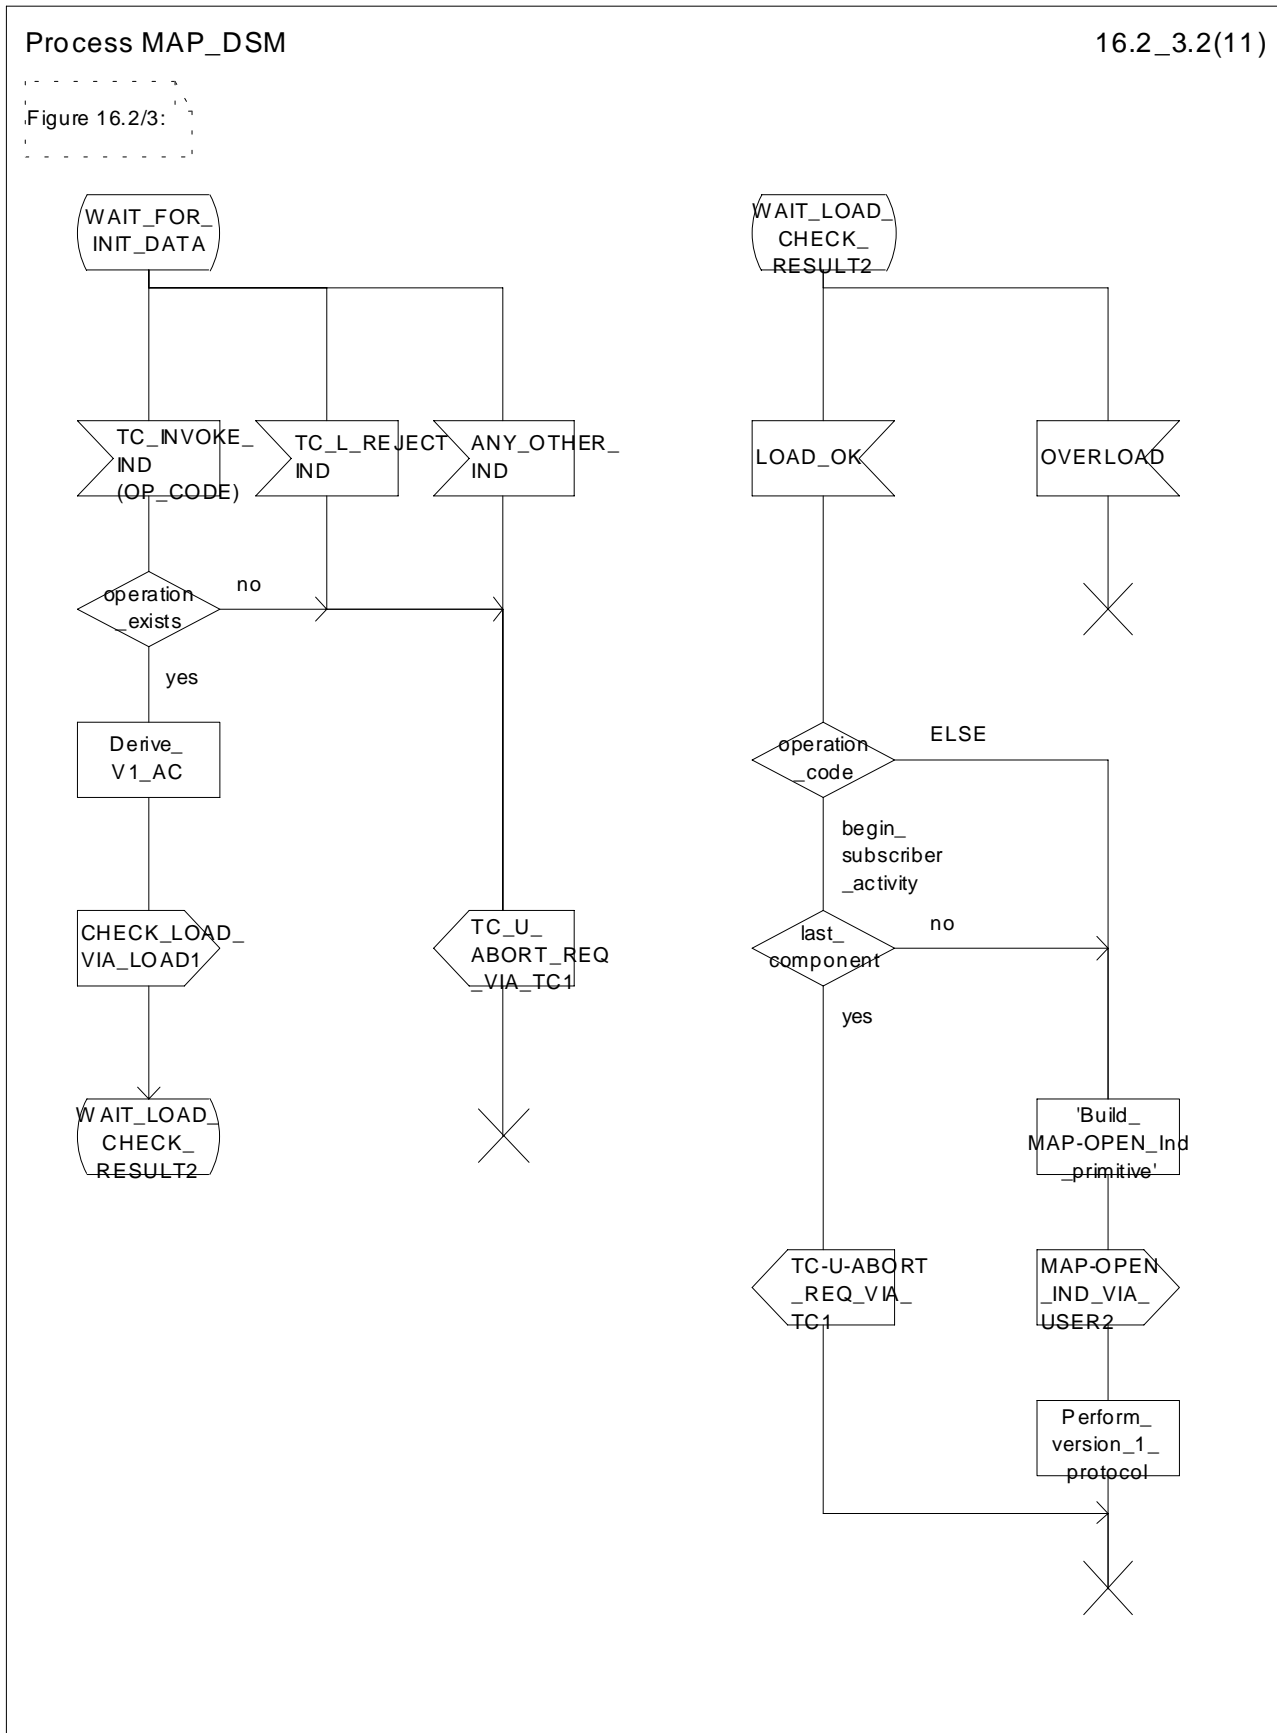 Process MAP_DSM
16.2_3.2(11)
Figure 16.2/3:
WAIT_FOR_
INIT_DATA
TC_INVOKE_
IND
(OP_CODE)
TC_L_REJECT
IND
ANY_OTHER_
IND
operation
_exists
no
yes
Derive_
V1_AC
CHECK_LOAD_
VIA_LOAD1
TC_U_
ABORT_REQ
_VIA_TC1
WAIT_LOAD_
CHECK_
RESULT2
WAIT_LOAD_
CHECK_
RESULT2
LOAD_OK
OVERLOAD
operation
_code
ELSE
begin_
subscriber
_activity
last_
component
no
yes
'Build_
MAP-OPEN_Ind
_primitive'
TC-U-ABORT
_REQ_VIA_
TC1
MAP-OPEN
_IND_VIA_
USER2
Perform_
version_1_
protocol